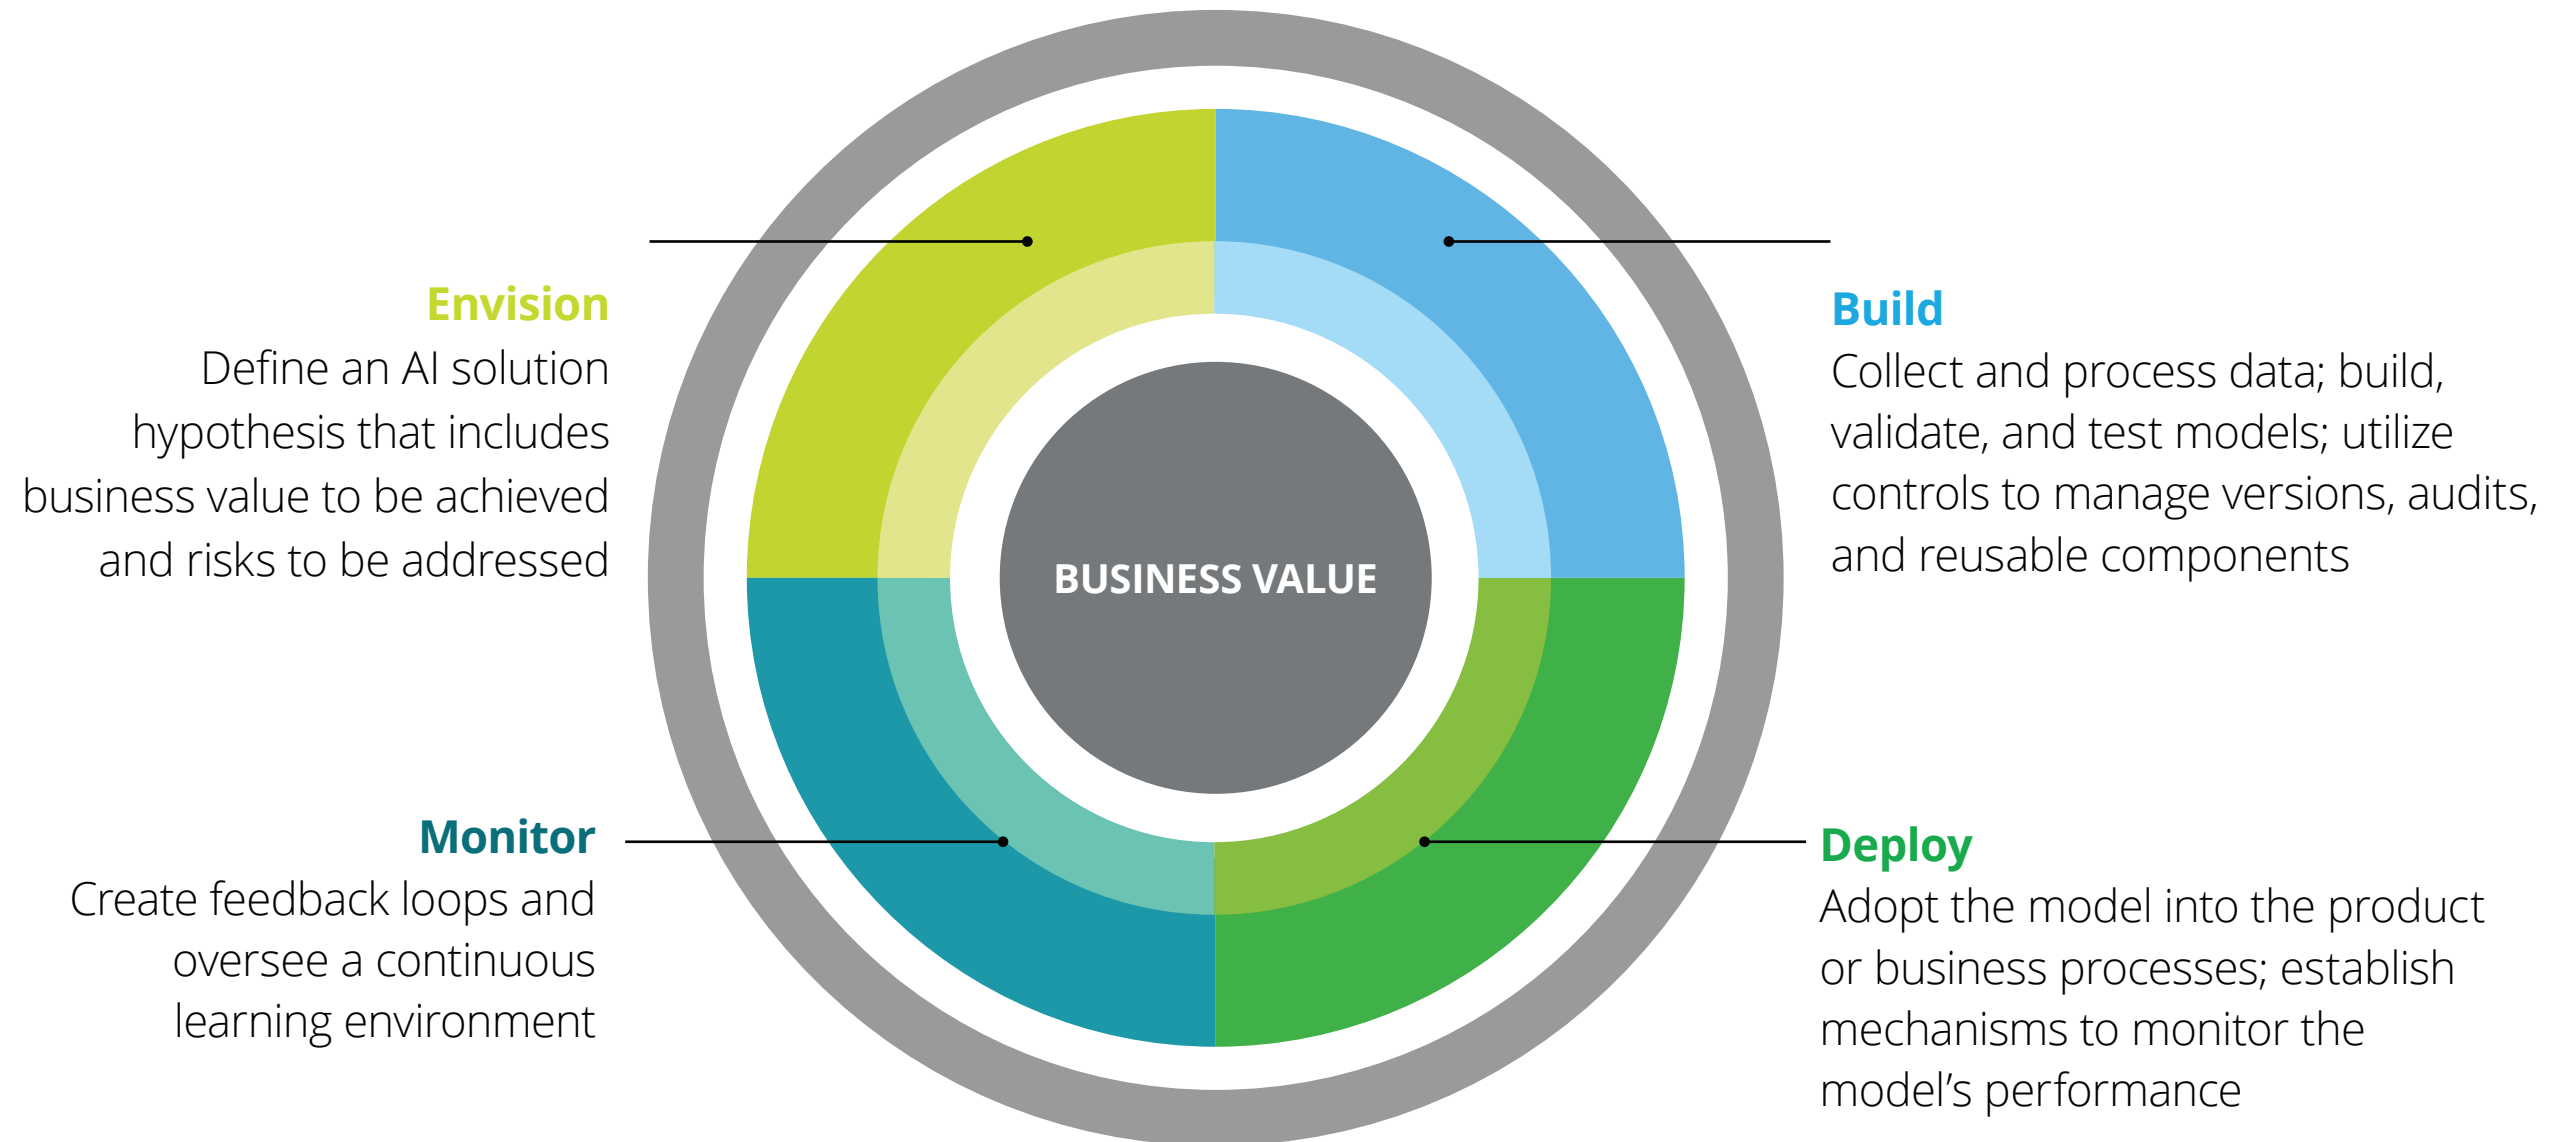 Envision
Define an AI solution
hypothesis that includes
business value to be achieved
and risks to be addressed
Build
Collect and process data; build,
validate, and test models; utilize
controls to manage versions, audits,
and reusable components
BUSINESS VALUE
Monitor
Create feedback loops and
oversee a continuous
learning environment
Deploy
Adopt the model into the product
or business processes; establish
mechanisms to monitor the
model’s performance